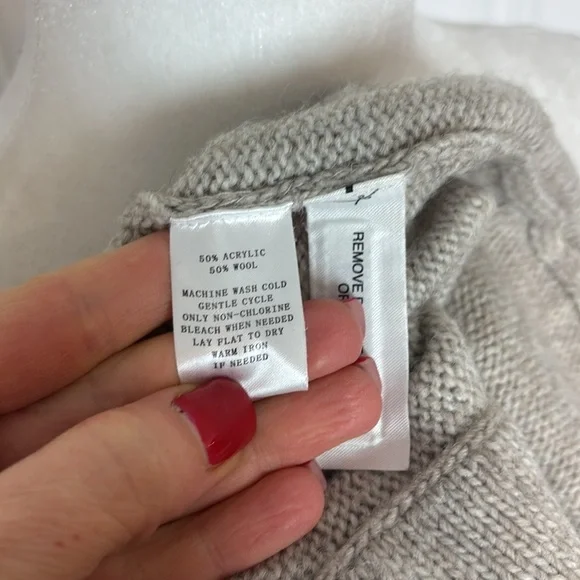 50% ACRYLIC
50% WOOL
MACHINE WASH COLD
GENTLE CYCLE
ONLY NON-CHLORINE
BLEACH WHEN NEEDED
LAY FLAT TO DRY
WARM IRON
IF NEEDED
REMOVE
OR